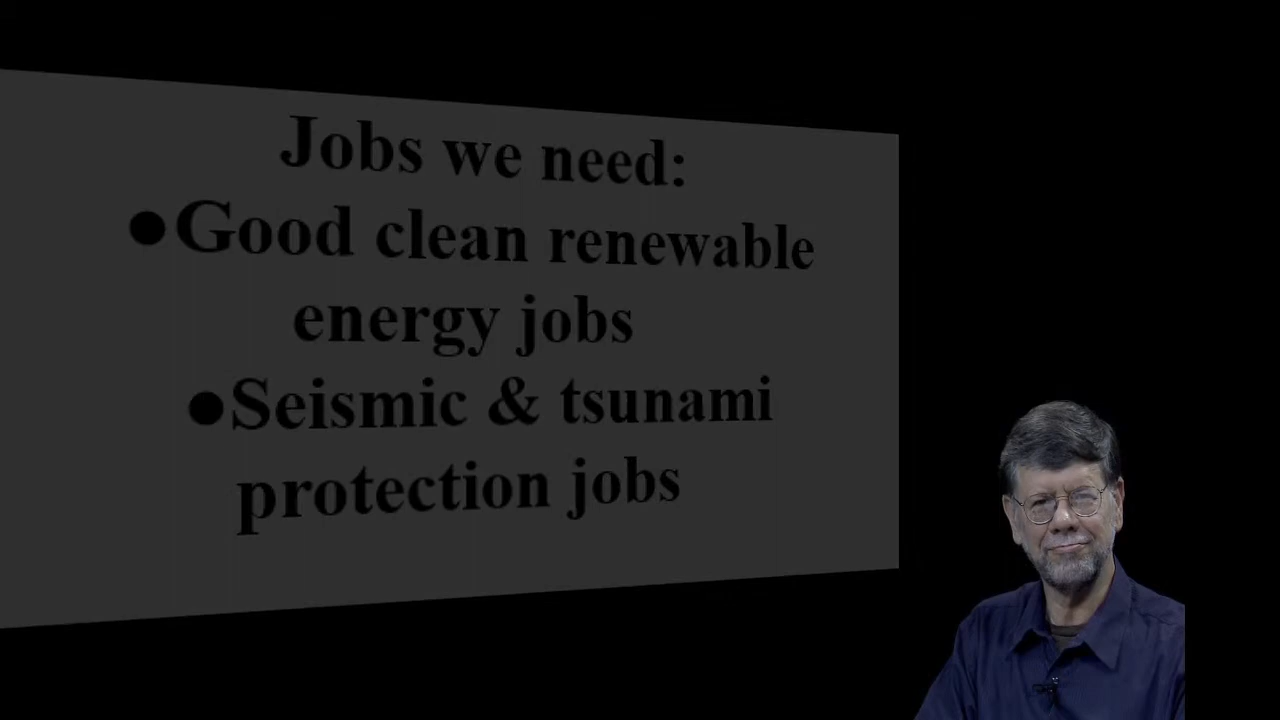 Jobs we need:
●Good clean renewable
energy jobs
●Seismic & tsunami
protection jobs